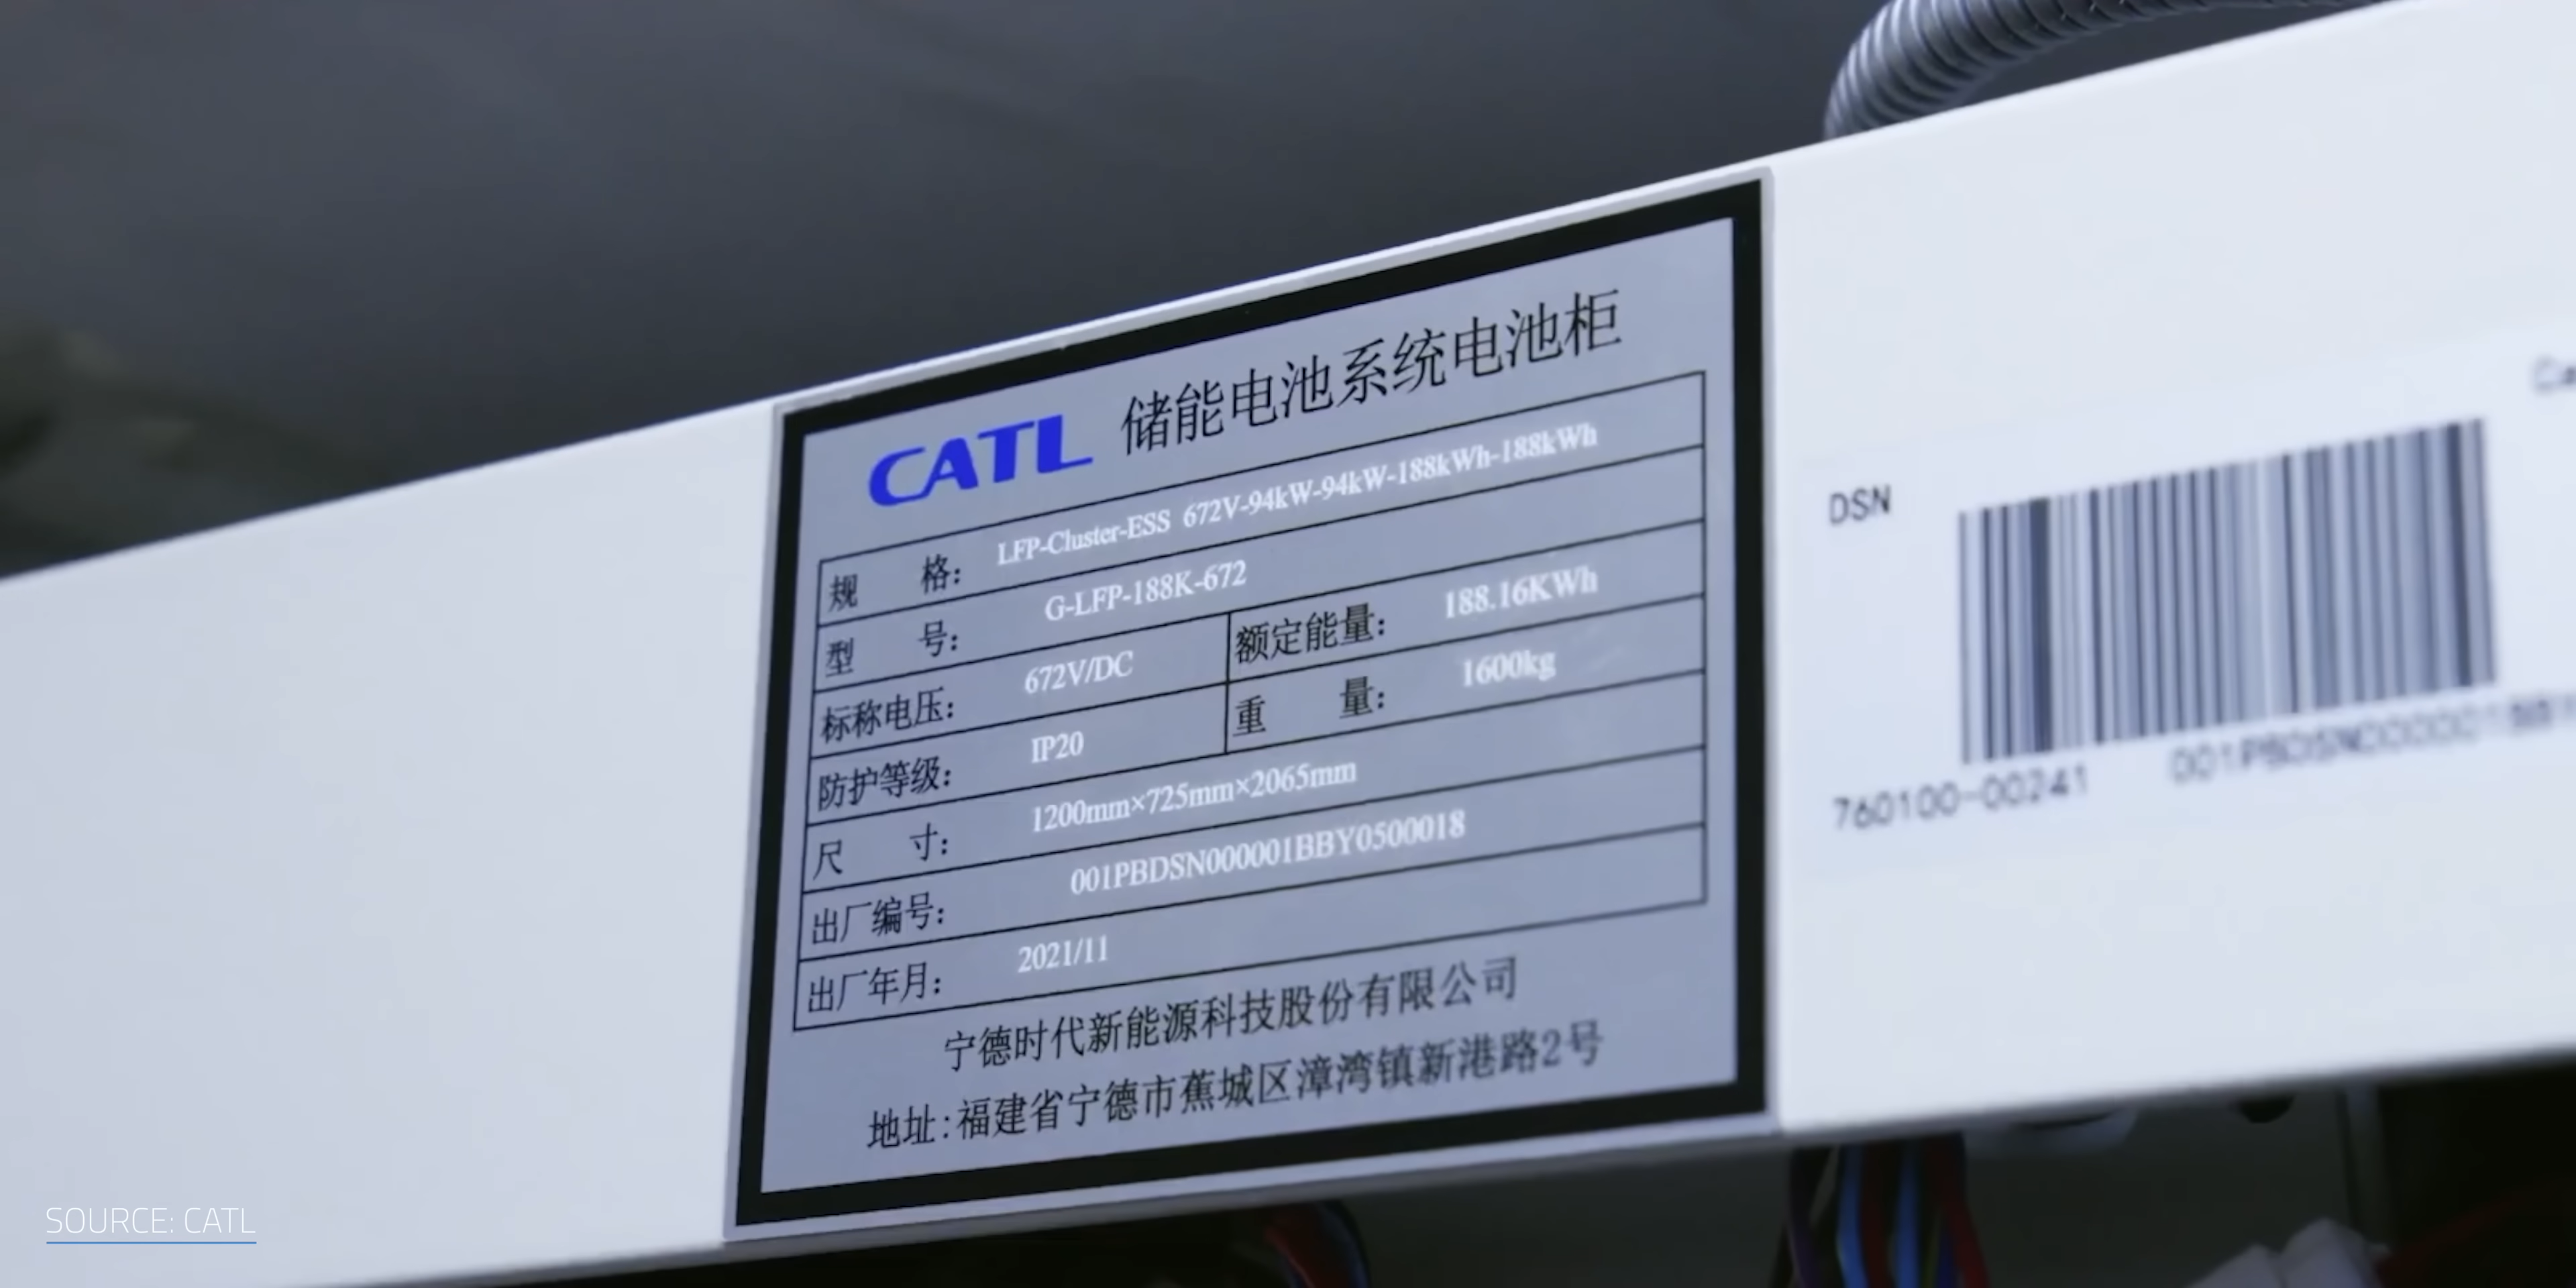 CATL 储能电池系统电池柜
规 格: LFP-Cluster-ESS 672V-94kW-94kW-188kWh-188kWh
型 号: G-LFP-188K-672
标称电压: 672V/DC 额定能量: 188.16KWh
防护等级: IP20 重 量: 1600kg
尺 寸: 1200mm×725mm×2065mm
出厂编号: 001PBDSN000001BBY0500018
出厂年月: 2021/11
宁德时代新能源科技股份有限公司
地址:福建省宁德市蕉城区漳湾镇新港路2号
DSN
760100-00241
SOURCE: CATL